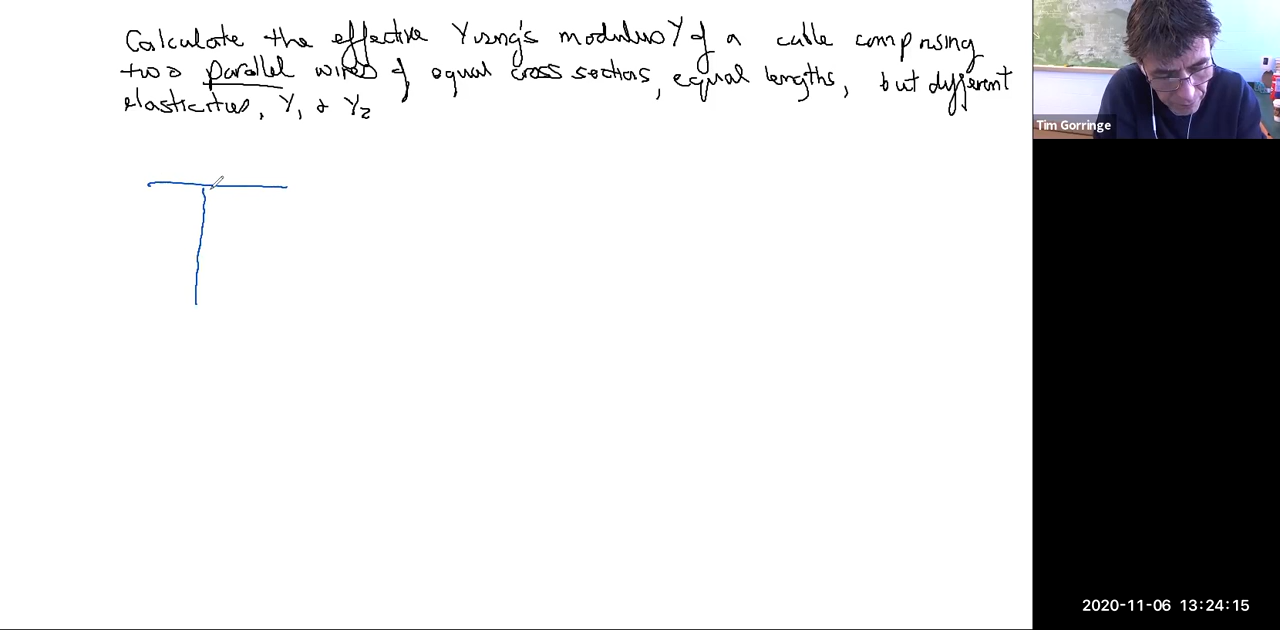 Calculate the effective Young's modulus Y of a cable comprising
two parallel wires of equal cross sections, equal lengths, but different
elasticities, Y₁ & Y₂
Tim Gorringe
2020-11-06 13:24:15